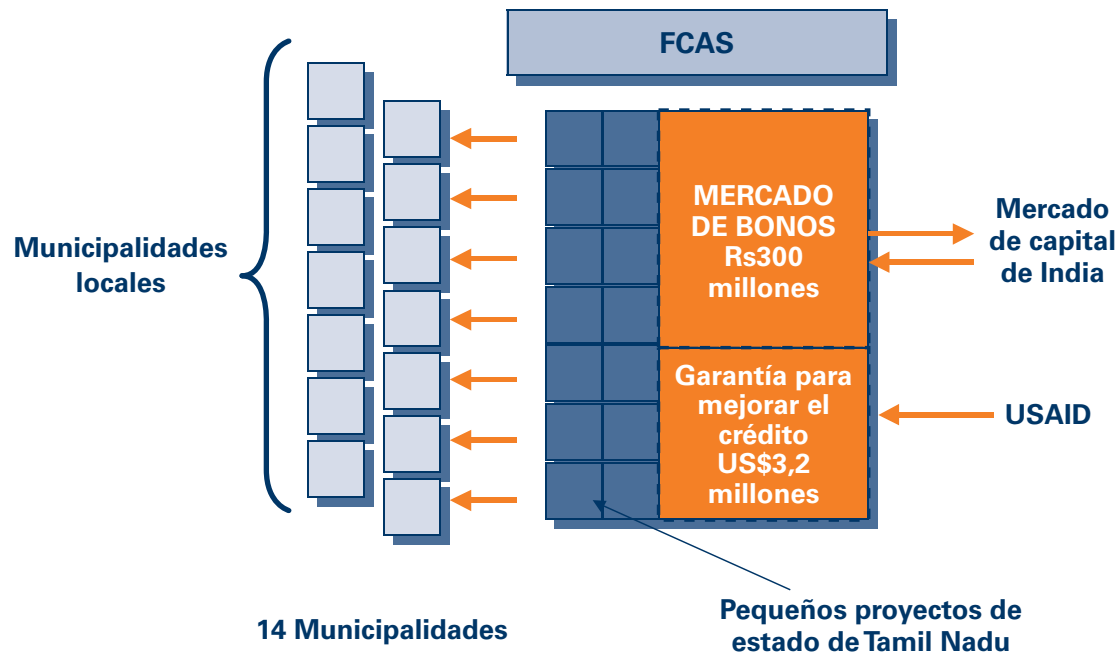 FCAS
Municipalidades
locales
MERCADO
DE BONOS
Rs300
millones
Mercado
de capital
de India
Garantía para
mejorar el
crédito
US$3,2
millones
USAID
14 Municipalidades
Pequeños proyectos de
estado de Tamil Nadu